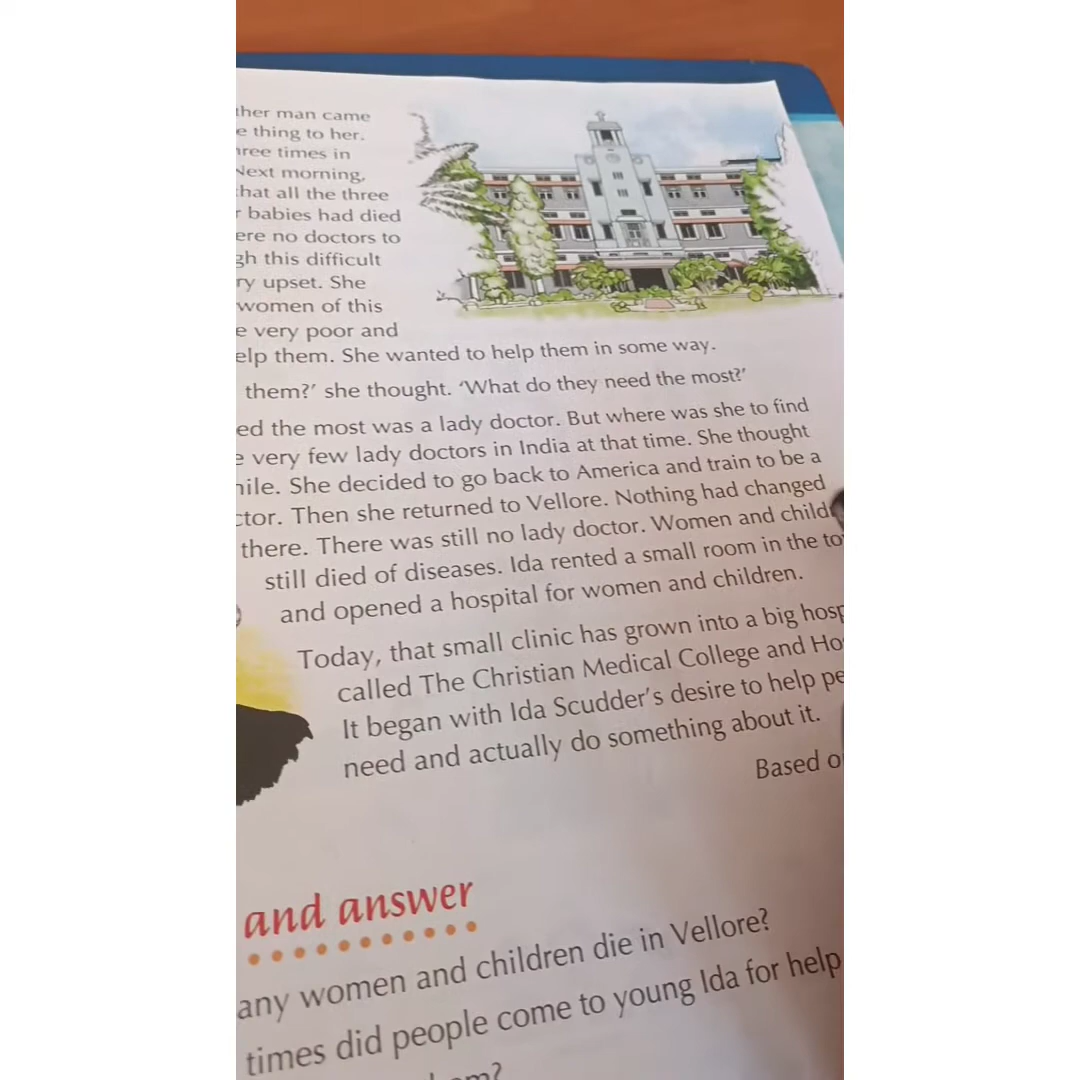 ther man came
e thing to her.
ree times in
Next morning,
that all the three
r babies had died
ere no doctors to
gh this difficult
ry upset. She
women of this
e very poor and
elp them. She wanted to help them in some way.
them?' she thought. 'What do they need the most?'
ed the most was a lady doctor. But where was she to find
e very few lady doctors in India at that time. She thought
hile. She decided to go back to America and train to be a
ctor. Then she returned to Vellore. Nothing had changed
there. There was still no lady doctor. Women and child
still died of diseases. Ida rented a small room in the to
and opened a hospital for women and children.
Today, that small clinic has grown into a big hosp
called The Christian Medical College and Ho
It began with Ida Scudder's desire to help pe
need and actually do something about it.
Based o
and answer
any women and children die in Vellore?
times did people come to young Ida for help